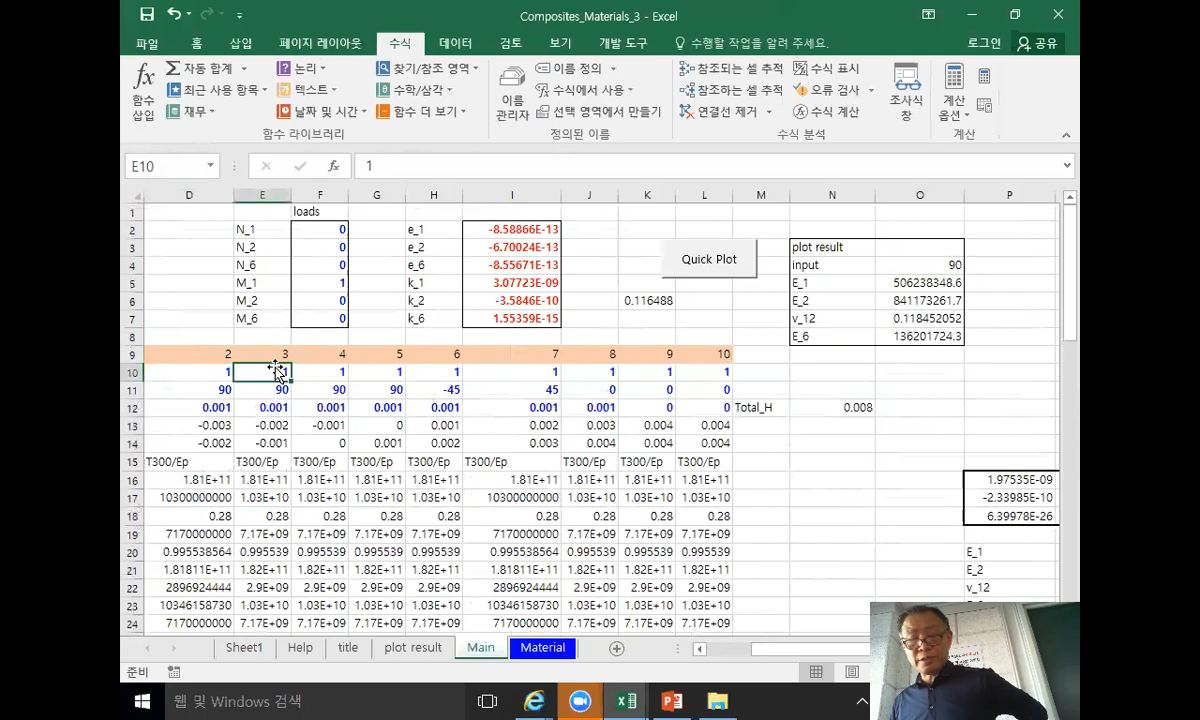 Composites_Materials_3 - Excel
파일 홈 삽입 페이지 레이아웃 수식 데이터 검토 보기 개발 도구 수행할 작업을 알려 주세요. 로그인 공유
fx 함수 삽입
자동 합계 논리 찾기/참조 영역
최근 사용 항목 텍스트 수학/삼각
재무 날짜 및 시간 함수 더 보기
함수 라이브러리
이름 관리자
이름 정의
수식에서 사용
선택 영역에서 만들기
정의된 이름
참조되는 셀 추적 수식 표시
참조하는 셀 추적 오류 검사
연결선 제거 수식 계산
조사식 창
수식 분석
계산 옵션
계산
E10 fx 1
D E F G H I J K L M N O P
1 loads
2 N_1 0 e_1 -8.58866E-13
3 N_2 0 e_2 -6.70024E-13 plot result
4 N_6 0 e_6 -8.55671E-13 Quick Plot input 90
5 M_1 1 k_1 3.07723E-09 E_1 506238348.6
6 M_2 0 k_2 -3.5846E-10 0.116488 E_2 841173261.7
7 M_6 0 k_6 1.55359E-15 v_12 0.118452052
8 E_6 136201724.3
9 2 3 4 5 6 7 8 9 10
10 1 1 1 1 1 1 1 1 1
11 90 90 90 90 -45 45 0 0 0
12 0.001 0.001 0.001 0.001 0.001 0.001 0.001 0 0 Total_H 0.008
13 -0.003 -0.002 -0.001 0 0.001 0.002 0.003 0.004 0.004
14 -0.002 -0.001 0 0.001 0.002 0.003 0.004 0.004 0.004
15 T300/Ep T300/Ep T300/Ep T300/Ep T300/Ep T300/Ep T300/Ep T300/Ep T300/Ep
16 1.81E+11 1.81E+11 1.81E+11 1.81E+11 1.81E+11 1.81E+11 1.81E+11 1.81E+11 1.81E+11 1.97535E-09
17 10300000000 1.03E+10 1.03E+10 1.03E+10 1.03E+10 10300000000 1.03E+10 1.03E+10 1.03E+10 -2.33985E-10
18 0.28 0.28 0.28 0.28 0.28 0.28 0.28 0.28 0.28 6.39978E-26
19 7170000000 7.17E+09 7.17E+09 7.17E+09 7.17E+09 7170000000 7.17E+09 7.17E+09 7.17E+09
20 0.995538564 0.995539 0.995539 0.995539 0.995539 0.995538564 0.995539 0.995539 0.995539 E_1
21 1.81811E+11 1.82E+11 1.82E+11 1.82E+11 1.82E+11 1.81811E+11 1.82E+11 1.82E+11 1.82E+11 E_2
22 2896924444 2.9E+09 2.9E+09 2.9E+09 2.9E+09 2896924444 2.9E+09 2.9E+09 2.9E+09 v_12
23 10346158730 1.03E+10 1.03E+10 1.03E+10 1.03E+10 10346158730 1.03E+10 1.03E+10 1.03E+10
24 7170000000 7.17E+09 7.17E+09 7.17E+09 7.17E+09 7170000000 7.17E+09 7.17E+09 7.17E+09
Sheet1 Help title plot result Main Material
준비
웹 및 Windows 검색